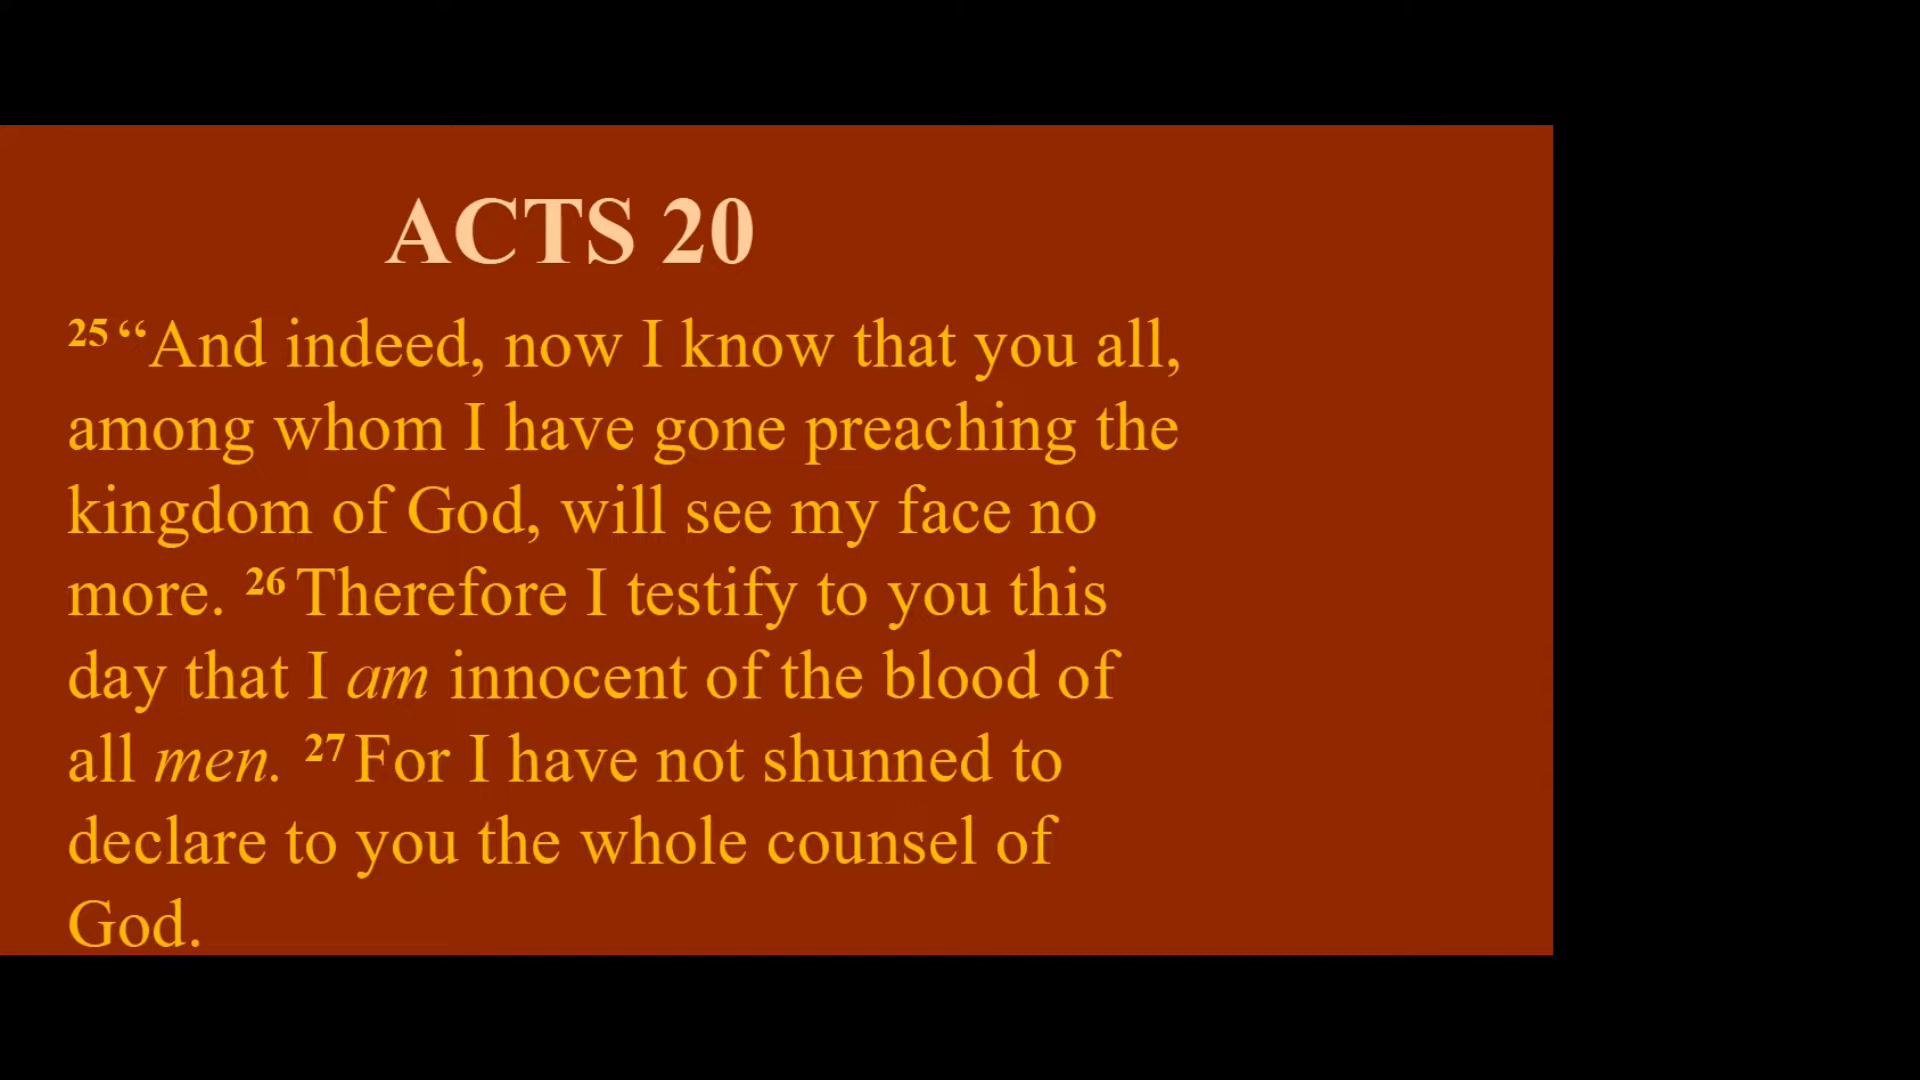 ACTS 20
25 “And indeed, now I know that you all,
among whom I have gone preaching the
kingdom of God, will see my face no
more. 26 Therefore I testify to you this
day that I am innocent of the blood of
all men. 27 For I have not shunned to
declare to you the whole counsel of
God.